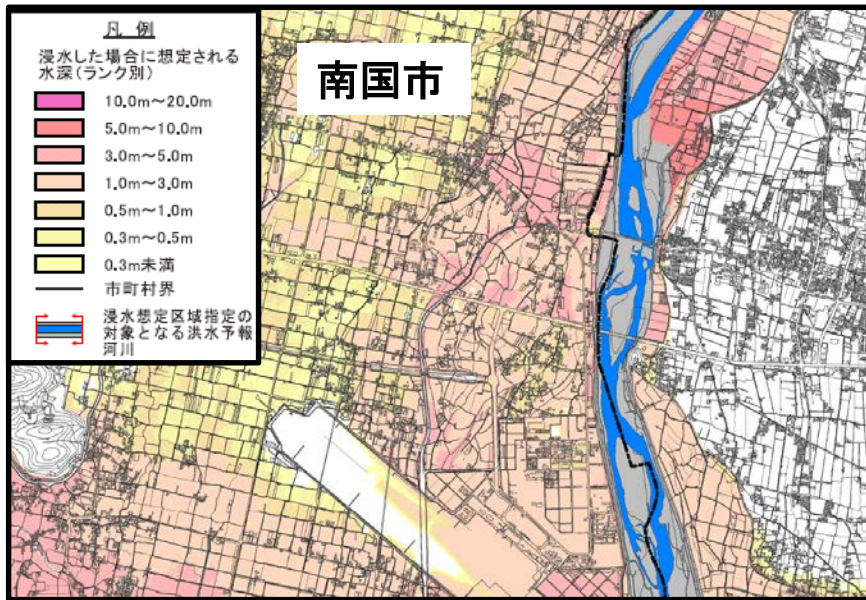 凡 例
浸水した場合に想定される
水深(ランク別)
10.0m～20.0m
5.0m～10.0m
3.0m～5.0m
1.0m～3.0m
0.5m～1.0m
0.3m～0.5m
0.3m未満
市町村界
浸水想定区域指定の
対象となる洪水予報
河川
南国市